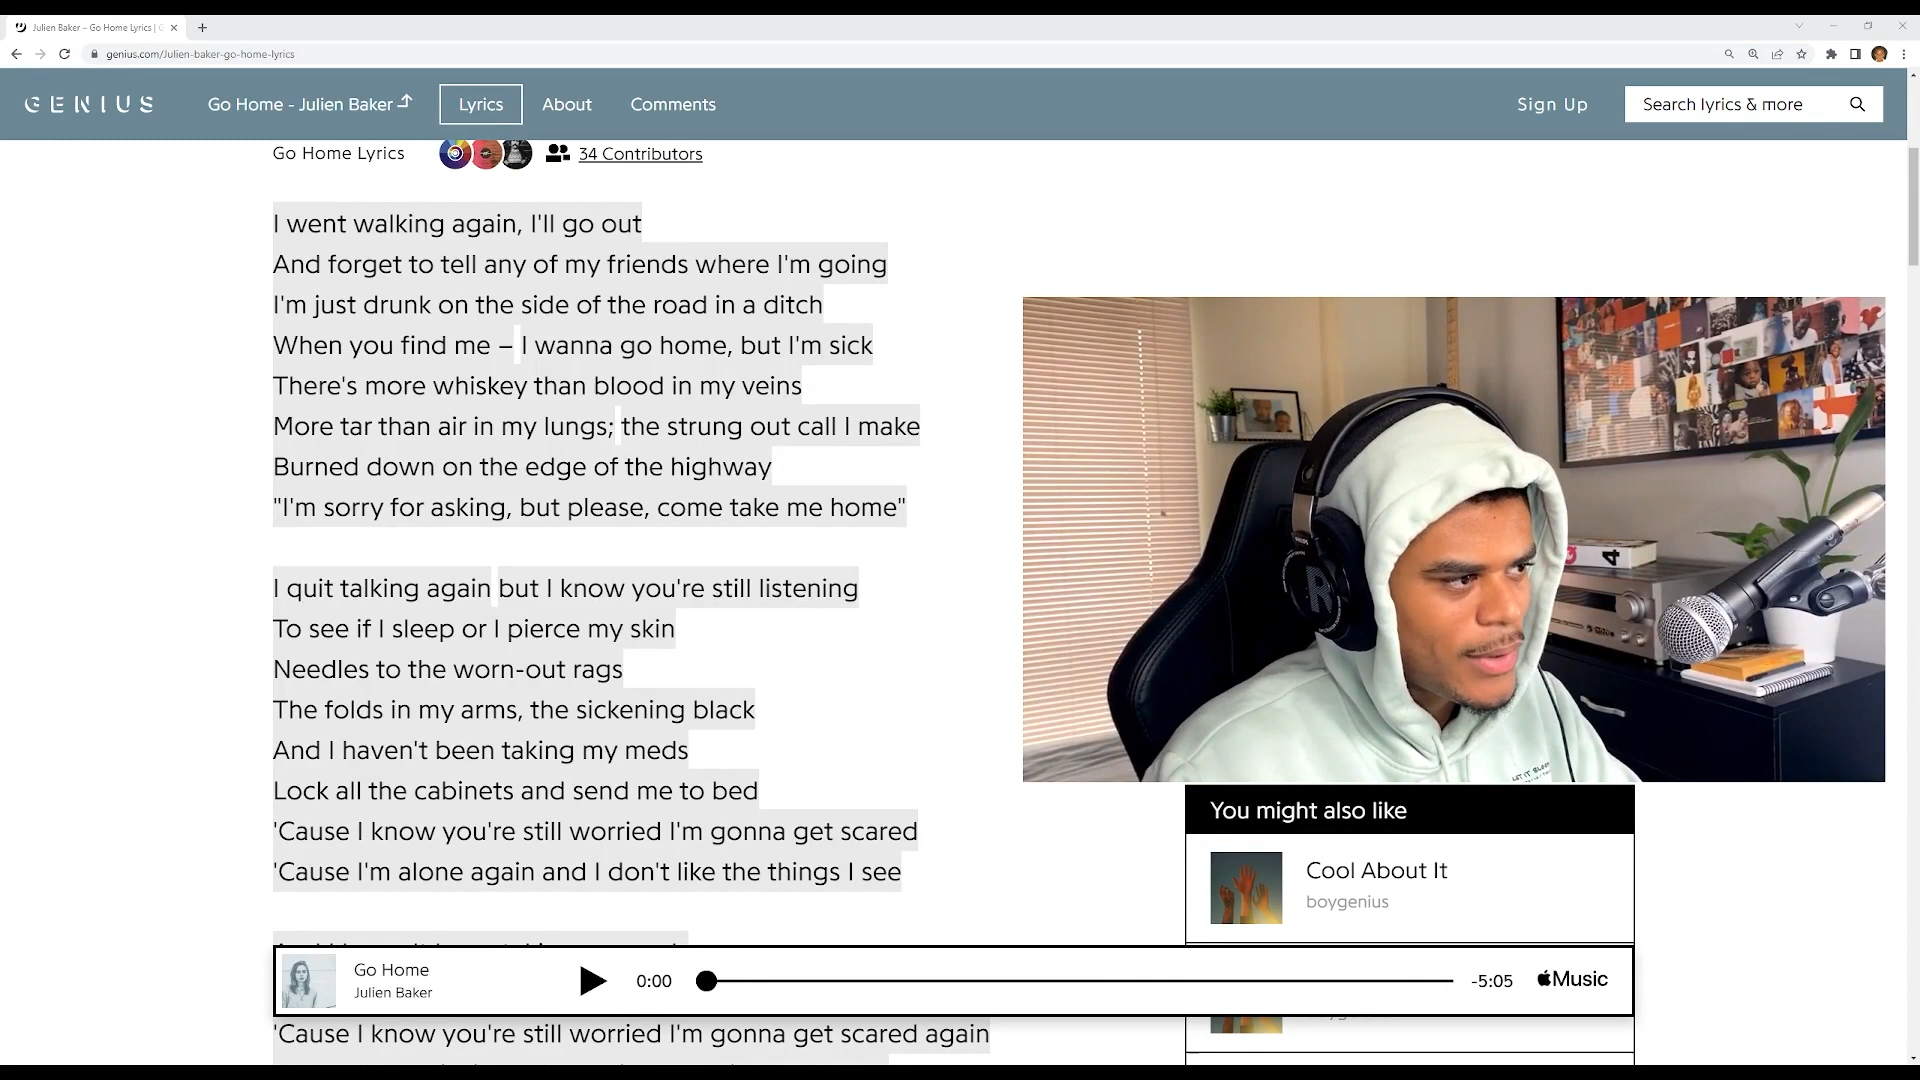 Julien Baker – Go Home Lyrics | G
genius.com/Julien-baker-go-home-lyrics
GENIUS
Go Home - Julien Baker
Lyrics
About
Comments
Sign Up
Search lyrics & more
Go Home Lyrics
34 Contributors
I went walking again, I'll go out
And forget to tell any of my friends where I'm going
I'm just drunk on the side of the road in a ditch
When you find me – I wanna go home, but I'm sick
There's more whiskey than blood in my veins
More tar than air in my lungs; the strung out call I make
Burned down on the edge of the highway
"I'm sorry for asking, but please, come take me home"
I quit talking again but I know you're still listening
To see if I sleep or I pierce my skin
Needles to the worn-out rags
The folds in my arms, the sickening black
And I haven't been taking my meds
Lock all the cabinets and send me to bed
'Cause I know you're still worried I'm gonna get scared
'Cause I'm alone again and I don't like the things I see
'Cause I know you're still worried I'm gonna get scared again
R
4
You might also like
Cool About It
boygenius
Go Home
Julien Baker
0:00
-5:05
Music